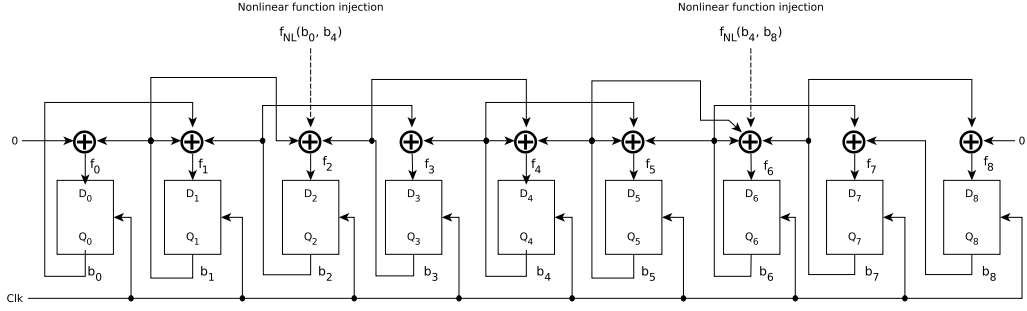 Nonlinear function injection
Nonlinear function injection
f_NL(b_0, b_4)
f_NL(b_4, b_8)
0
0
f_0
f_1
f_2
f_3
f_4
f_5
f_6
f_7
f_8
D_0
D_1
D_2
D_3
D_4
D_5
D_6
D_7
D_8
Q_0
Q_1
Q_2
Q_3
Q_4
Q_5
Q_6
Q_7
Q_8
b_0
b_1
b_2
b_3
b_4
b_5
b_6
b_7
b_8
Clk